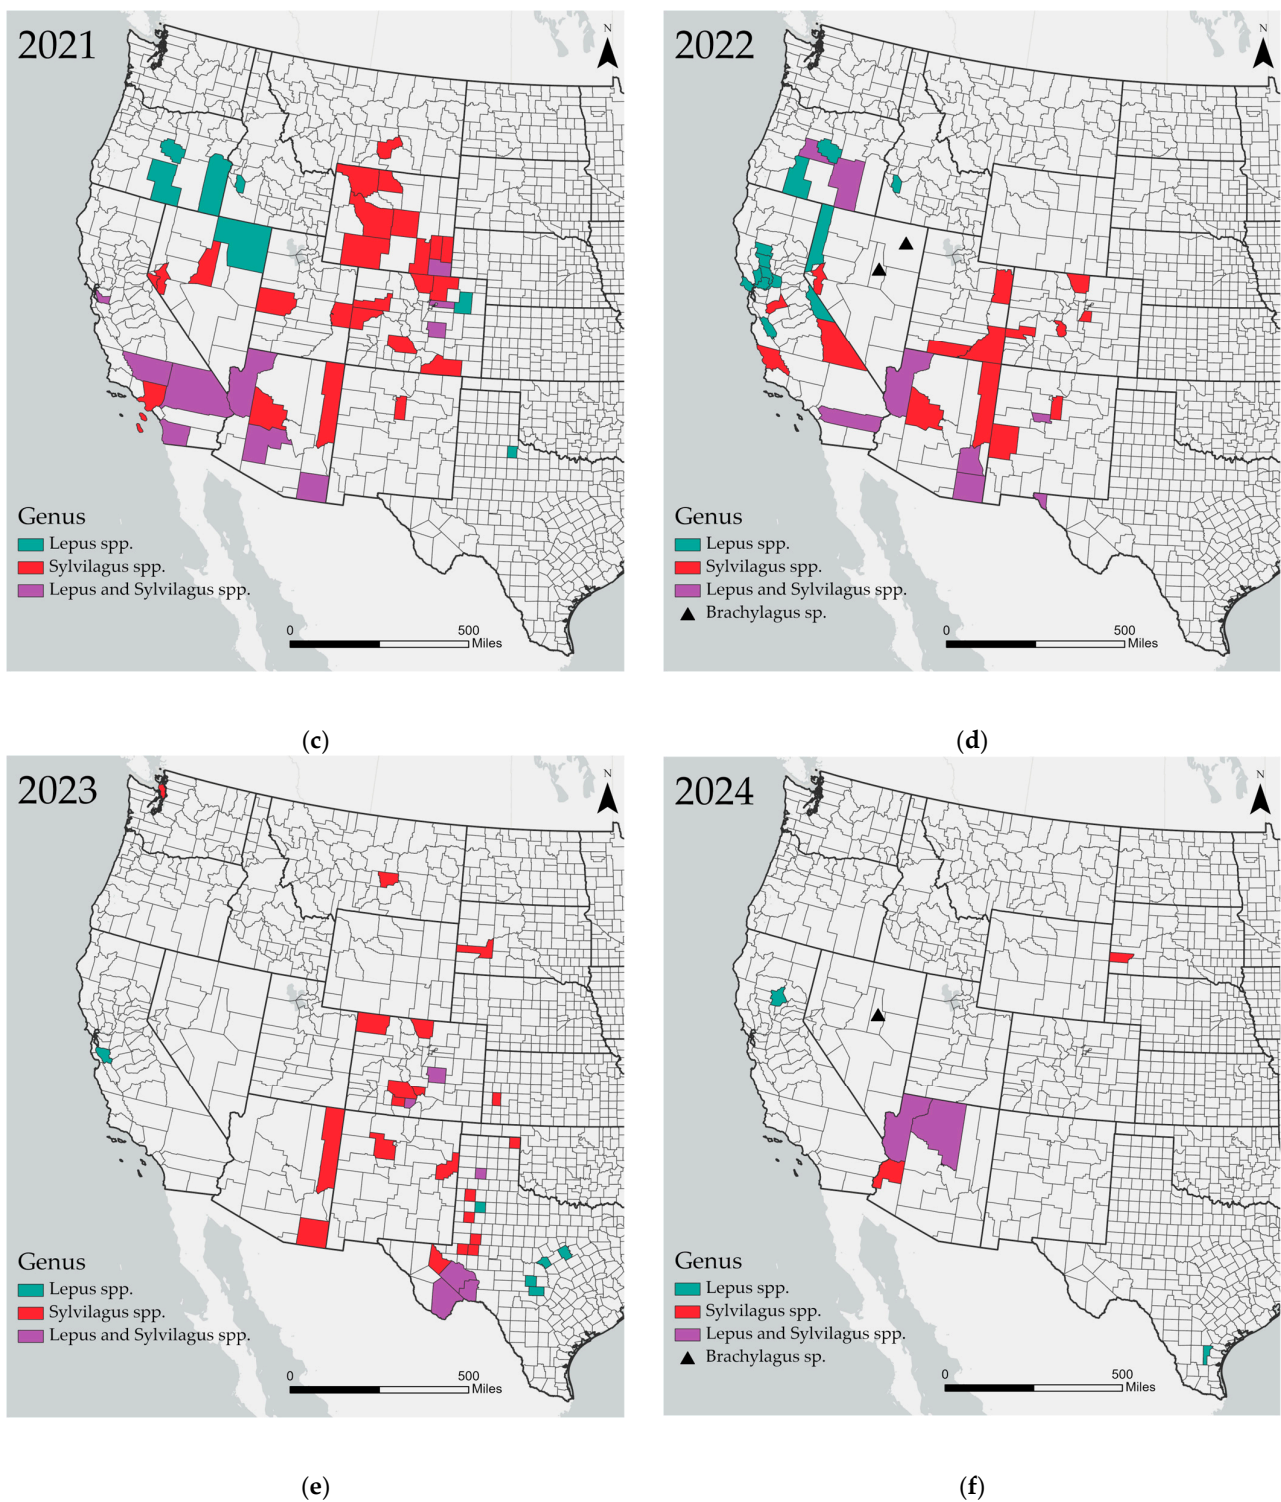 2021
N
Genus
Lepus spp.
Sylvilagus spp.
Lepus and Sylvilagus spp.
0 500
Miles
(c)
2022
N
Genus
Lepus spp.
Sylvilagus spp.
Lepus and Sylvilagus spp.
Brachylagus sp.
0 500
Miles
(d)
2023
N
Genus
Lepus spp.
Sylvilagus spp.
Lepus and Sylvilagus spp.
0 500
Miles
(e)
2024
N
Genus
Lepus spp.
Sylvilagus spp.
Lepus and Sylvilagus spp.
Brachylagus sp.
0 500
Miles
(f)